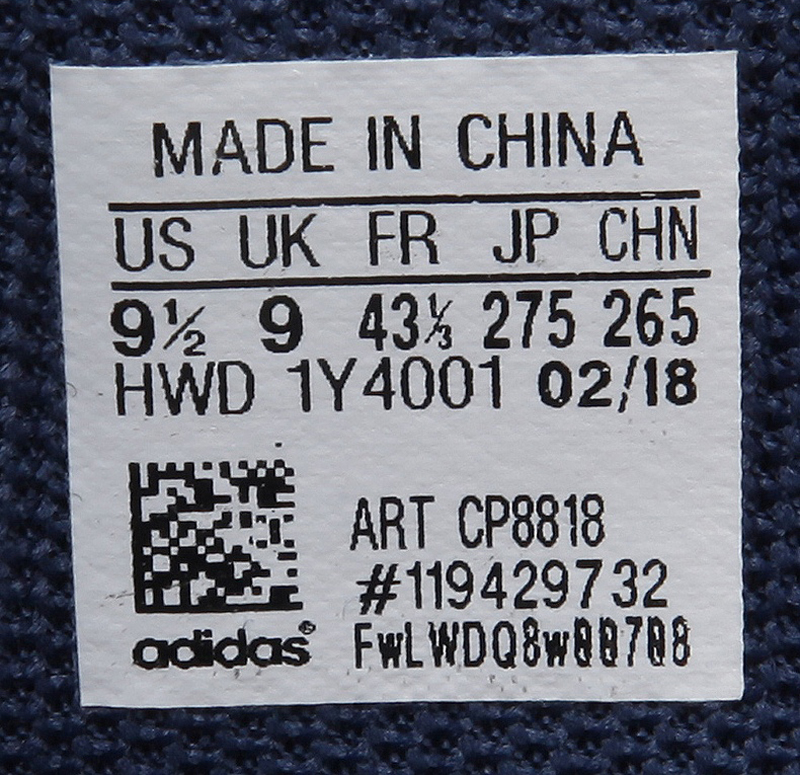 MADE IN CHINA
US UK FR JP CHN
9½ 9 43⅓ 275 265
HWD 1Y4001 02/18
ART CP8818
#119429732
FwLWDQ8w00708
adidas®